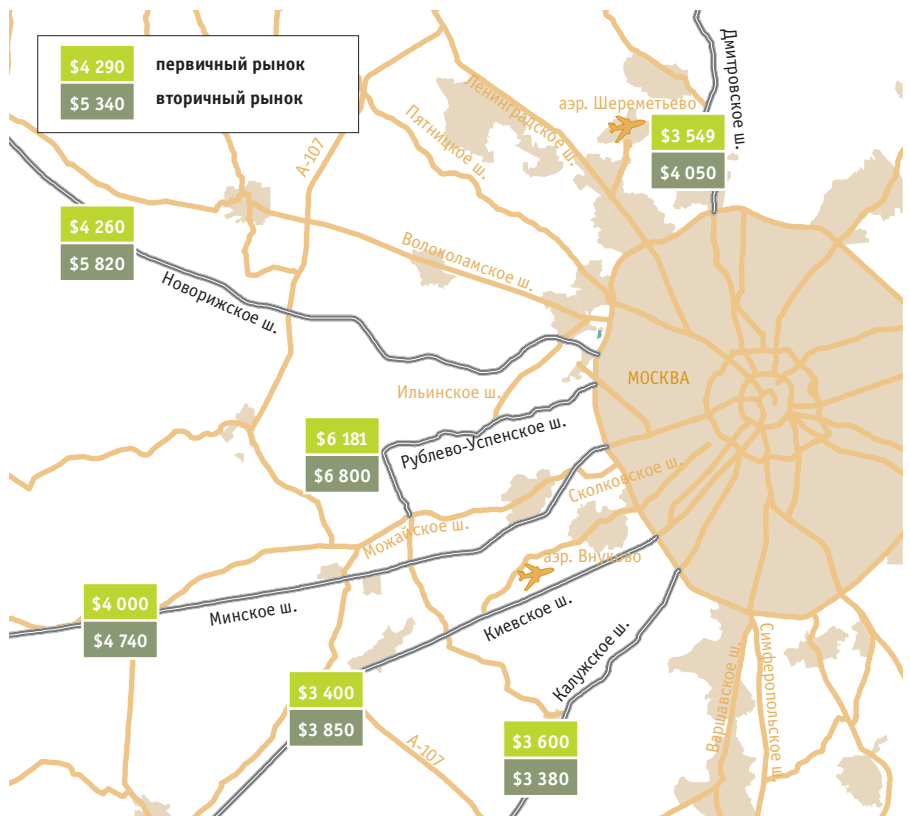 $4 290 первичный рынок
$5 340 вторичный рынок
Дмитровское ш.
Ленинградское ш.
аэр. Шереметьево
Пятницкое ш.
А-107
$3 549
$4 050
$4 260
$5 820
Волоколамское ш.
Новорижское ш.
МОСКВА
Ильинское ш.
$6 181
$6 800
Рублево-Успенское ш.
Сколковское ш.
Можайское ш.
аэр. Внуково
$4 000
$4 740
Минское ш.
Киевское ш.
Калужское ш.
Варшавское ш.
Симферопольское ш.
$3 400
$3 850
А-107
$3 600
$3 380